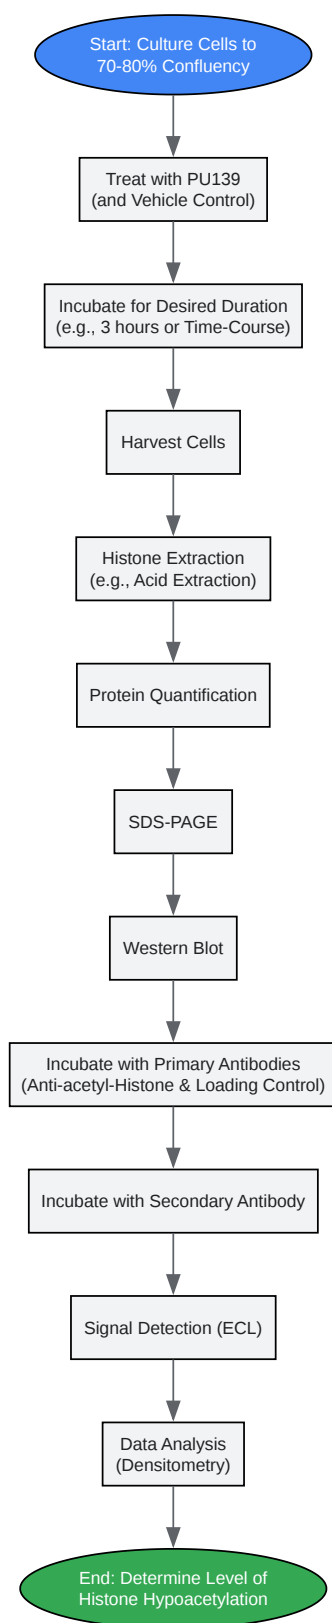 Start: Culture Cells to
70-80% Confluency
Treat with PU139
(and Vehicle Control)
Incubate for Desired Duration
(e.g., 3 hours or Time-Course)
Harvest Cells
Histone Extraction
(e.g., Acid Extraction)
Protein Quantification
SDS-PAGE
Western Blot
Incubate with Primary Antibodies
(Anti-acetyl-Histone & Loading Control)
Incubate with Secondary Antibody
Signal Detection (ECL)
Data Analysis
(Densitometry)
End: Determine Level of
Histone Hypoacetylation